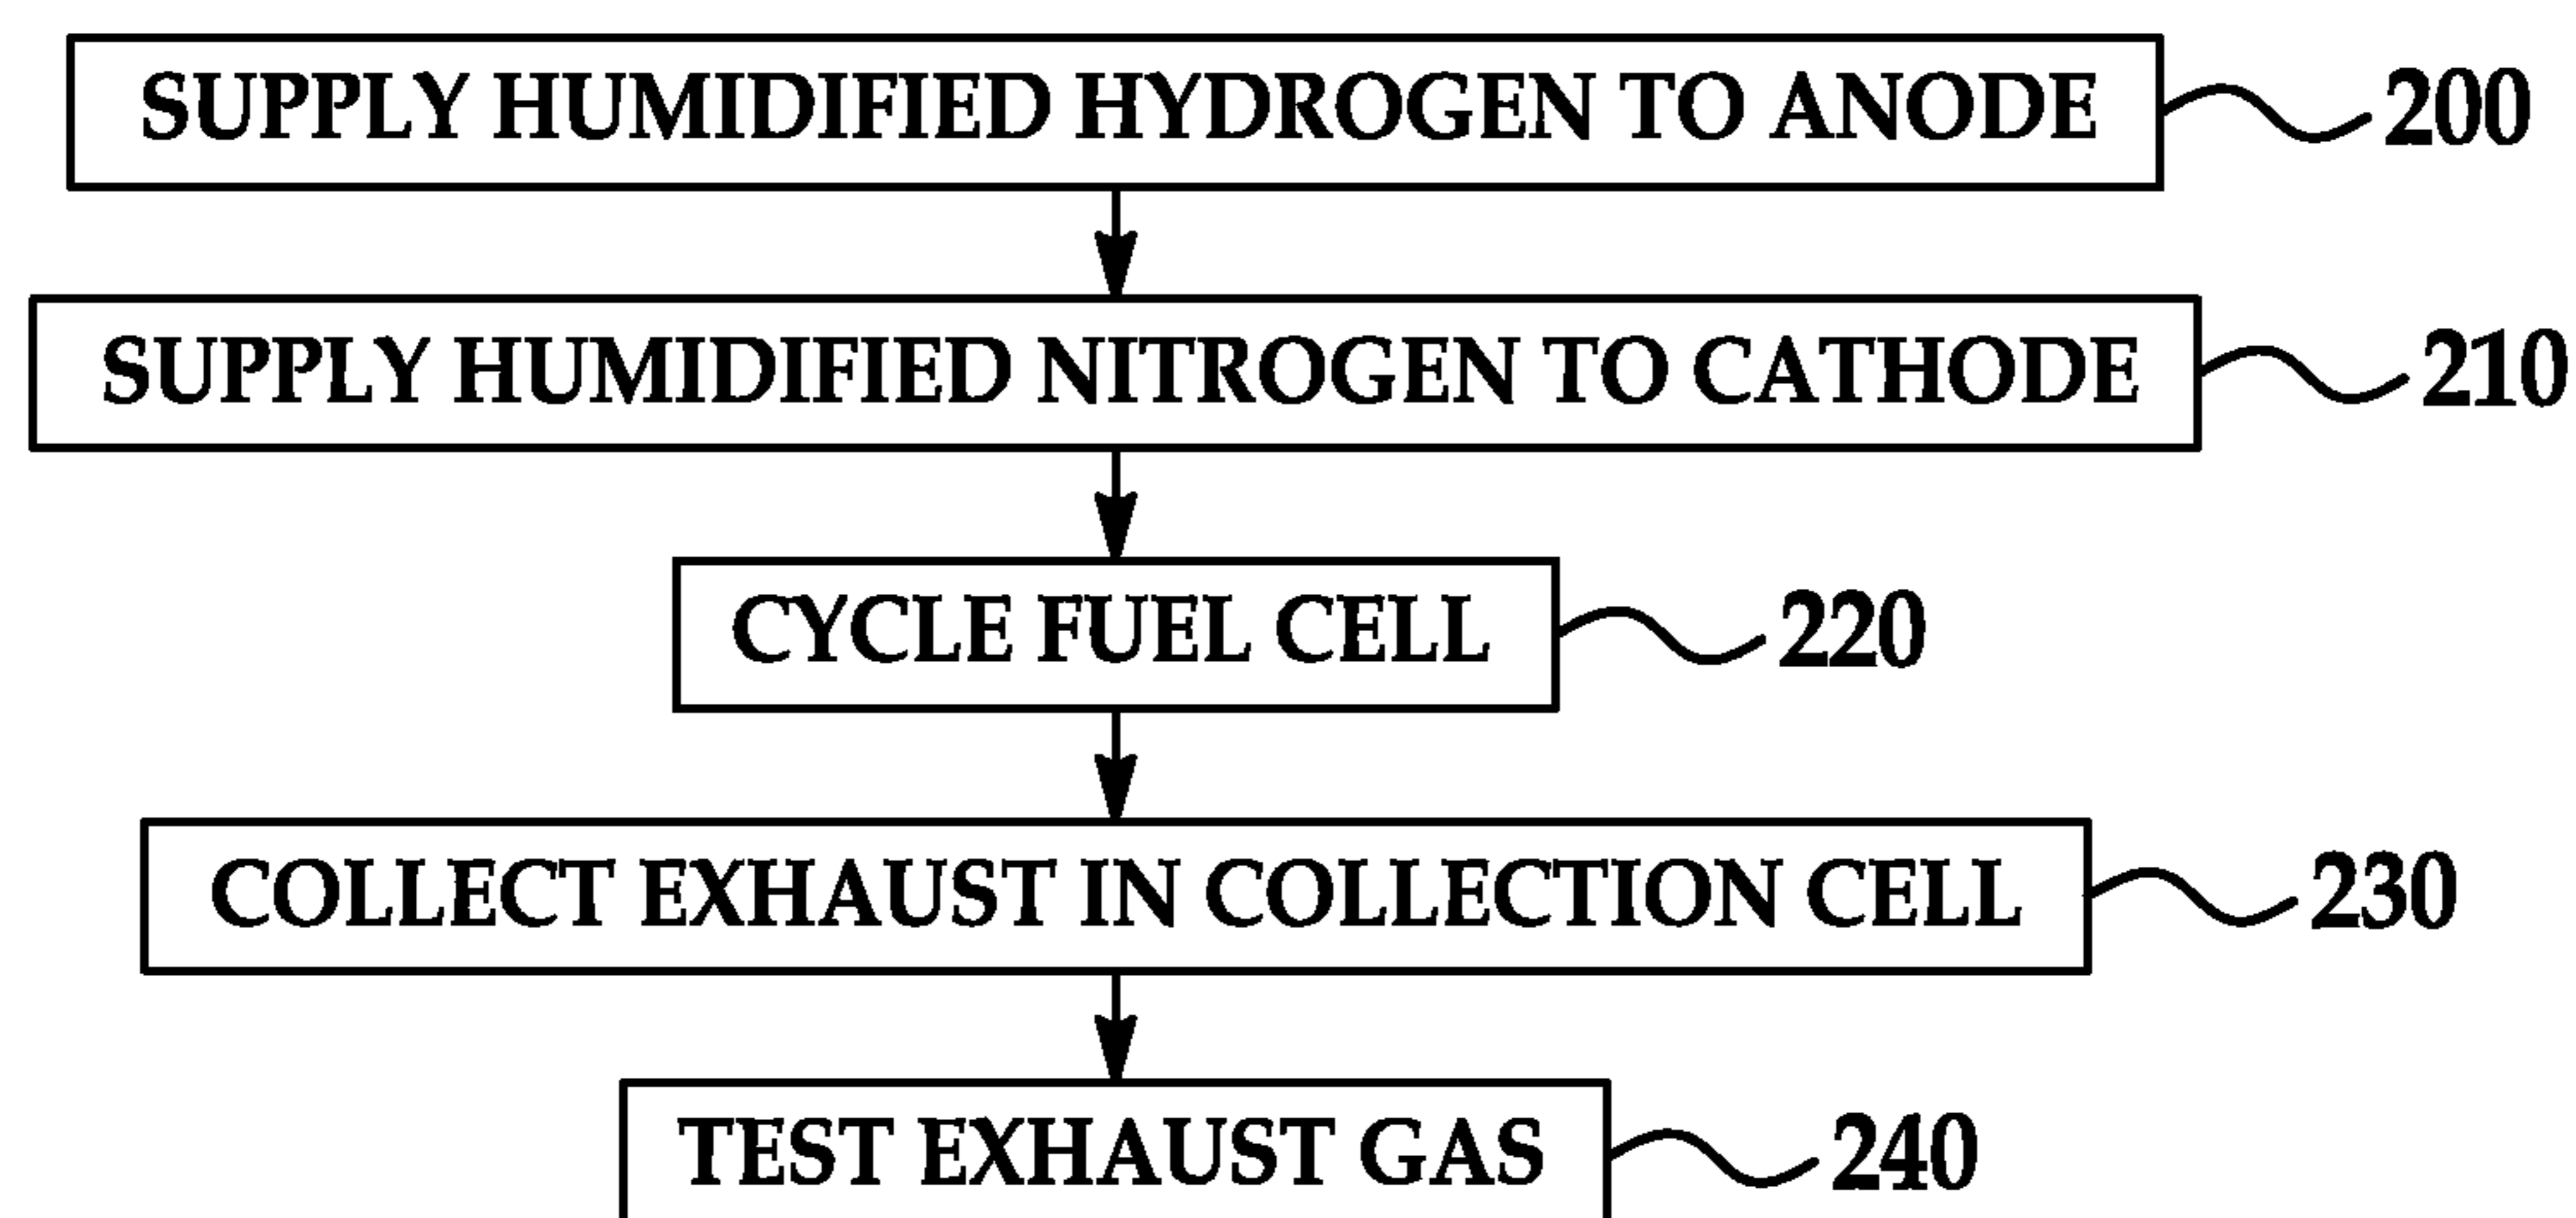 SUPPLY HUMIDIFIED HYDROGEN TO ANODE 200
SUPPLY HUMIDIFIED NITROGEN TO CATHODE 210
CYCLE FUEL CELL 220
COLLECT EXHAUST IN COLLECTION CELL 230
TEST EXHAUST GAS 240